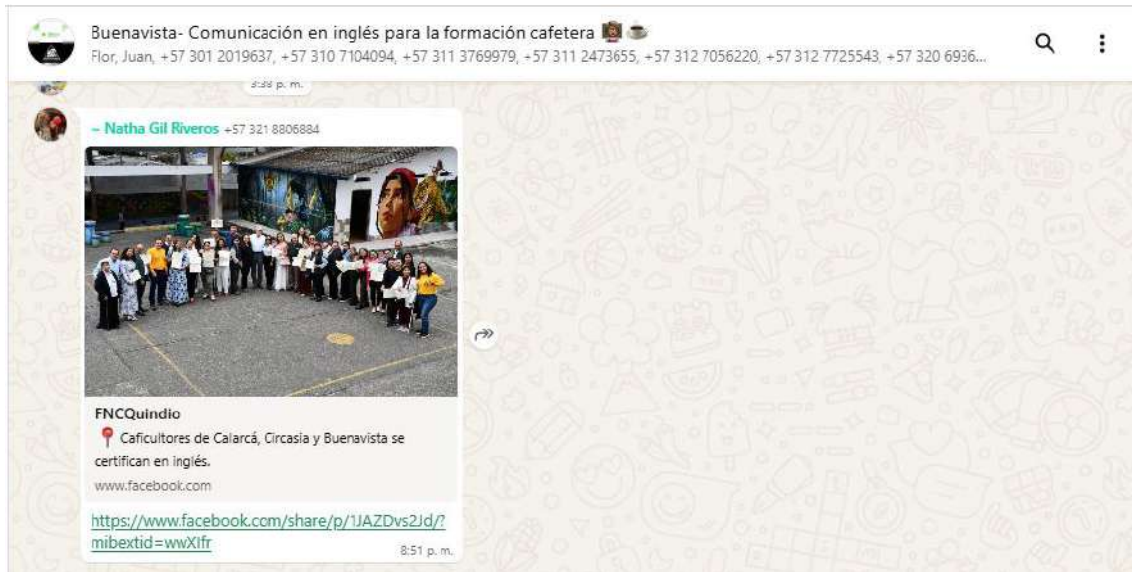 Buenavista- Comunicación en inglés para la formación cafetera 👩🏽‍🏫☕
Flor, Juan, +57 301 2019637, +57 310 7104094, +57 311 3769979, +57 311 2473655, +57 312 7056220, +57 312 7725543, +57 320 6936...
3:38 p. m.
~ Natha Gil Riveros +57 321 8806884
FNCQuindio
📍 Caficultores de Calarcá, Circasia y Buenavista se
certifican en inglés.
www.facebook.com
https://www.facebook.com/share/p/1JAZDvs2Jd/?
mibextid=wwXIfr
8:51 p. m.